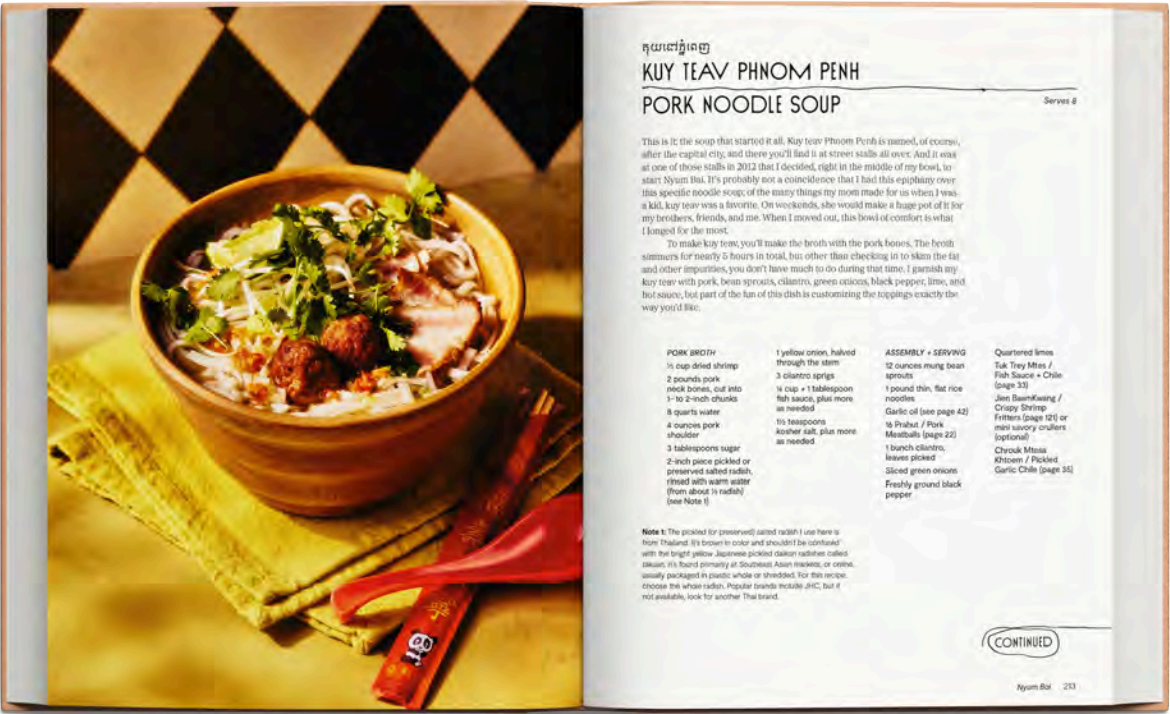 គុយទាវភ្នំពេញ
KUY TEAV PHNOM PENH
PORK NOODLE SOUP
Serves 8
This is it: the soup that started it all. Kuy teav Phnom Penh is named, of course,
after the capital city, and there you'll find it at street stalls all over. And it was
at one of those stalls in 2012 that I decided, right in the middle of my bowl, to
start Nyum Bai. It's probably not a coincidence that I had this epiphany over
this specific noodle soup; of the many things my mom made for us when I was
a kid, kuy teav was a favorite. On weekends, she would make a huge pot of it for
my brothers, friends, and me. When I moved out, this bowl of comfort is what
I longed for the most.
To make kuy teav, you'll make the broth with the pork bones. The broth
simmers for nearly 5 hours in total, but other than checking in to skim the fat
and other impurities, you don't have much to do during that time. I garnish my
kuy teav with pork, bean sprouts, cilantro, green onions, black pepper, lime, and
hot sauce, but part of the fun of this dish is customizing the toppings exactly the
way you'd like.
PORK BROTH
cup dried shrimp
2 pounds pork
neck bones, cut into
1- to 2-inch chunks
8 quarts water
4 ounces pork
shoulder
3 tablespoons sugar
2-inch piece pickled or
preserved salted radish,
rinsed with warm water
(from about radish)
(see Note 1)
1 yellow onion, halved
through the stem
3 cilantro sprigs
¼ cup + 1 tablespoon
fish sauce, plus more
as needed
1½ teaspoons
kosher salt, plus more
as needed
ASSEMBLY + SERVING
12 ounces mung bean
sprouts
1 pound thin, flat rice
noodles
Garlic oil (see page 42)
16 Prahut / Pork
Meatballs (page 22)
1 bunch cilantro,
leaves picked
Sliced green onions
Freshly ground black
pepper
Quartered limes
Tuk Trey Mtes /
Fish Sauce + Chile
(page 33)
Jien BaamKwang /
Crispy Shrimp
Fritters (page 121) or
mini savory crullers
(optional)
Chrouk Mtess
Khtoem / Pickled
Garlic Chile (page 35)
Note 1: The pickled (or preserved) salted radish I use here is
from Thailand. It's brown in color and shouldn't be confused
with the bright yellow Japanese pickled daikon radishes called
takuan. It's found primarily at Southeast Asian markets, or online,
usually packaged in plastic whole or shredded. For this recipe,
choose the whole radish. Popular brands include JHC, but if
not available, look for another Thai brand.
CONTINUED
Nyum Bai 213